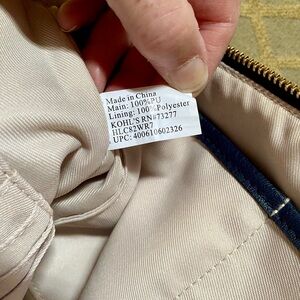 Made in China
Main: 100%PU
Lining: 100%Polyester
KOHL'S RN#73277
HLC82WR7
UPC: 400610602326